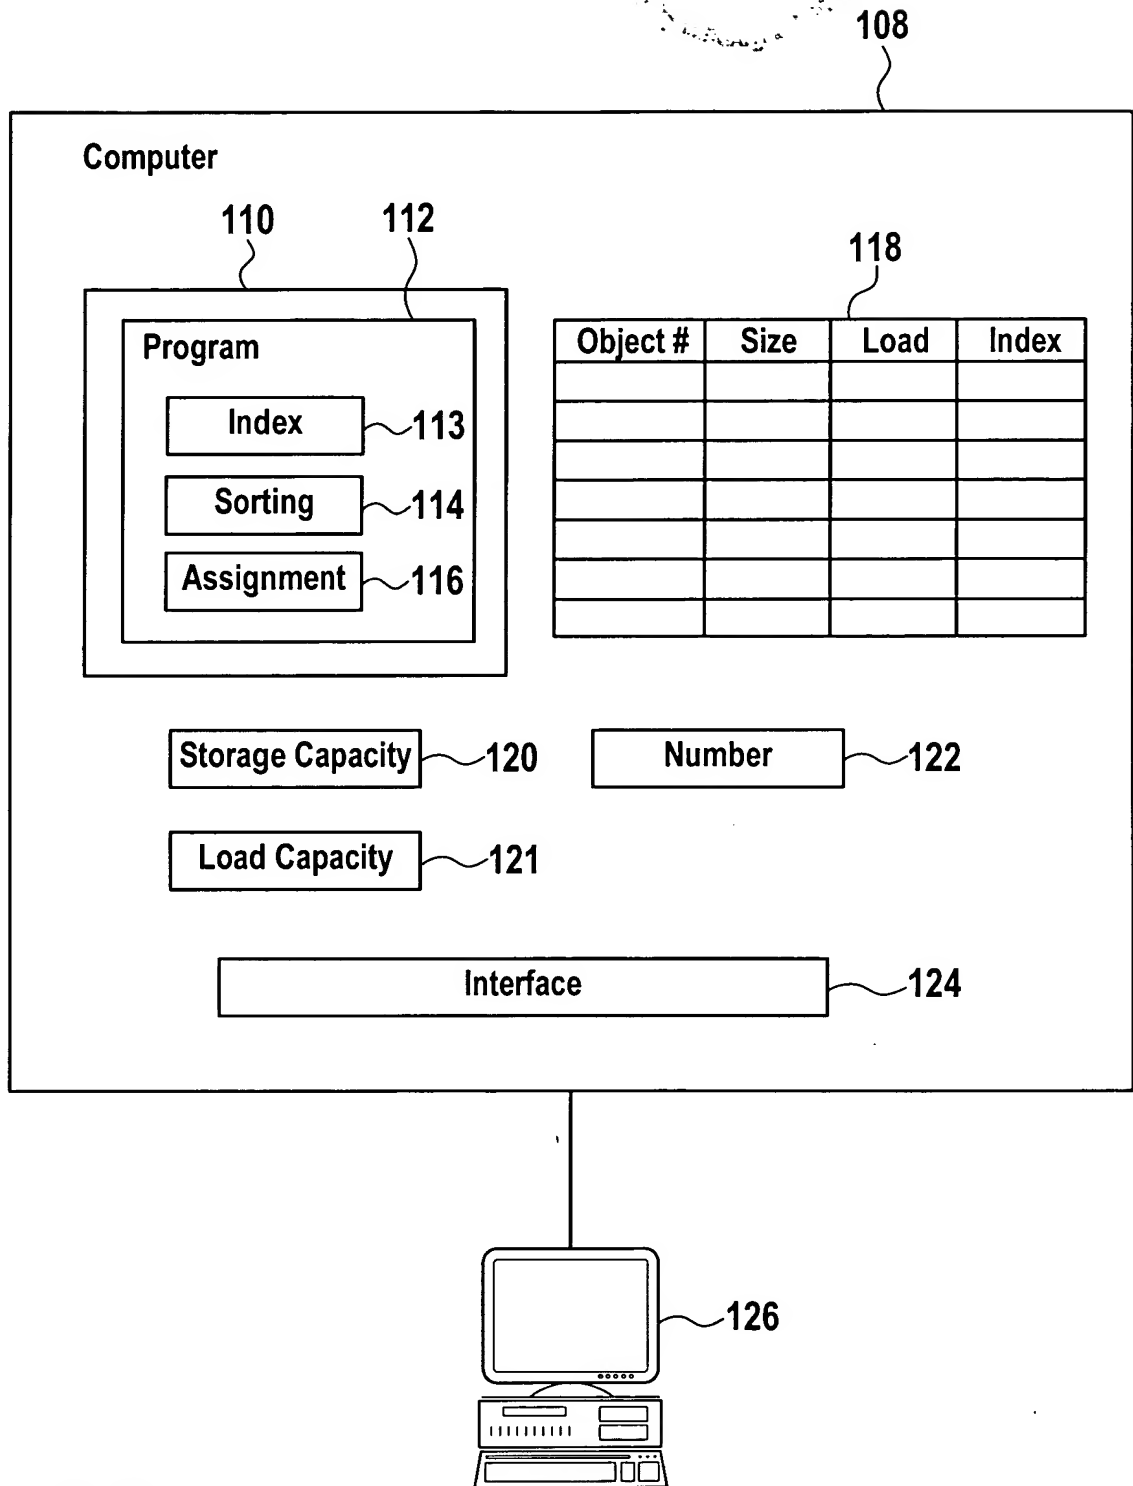 108
Computer
110
112
118
Program
Object # Size Load Index
Index
113
Sorting
114
Assignment
116
Storage Capacity
120
Number
122
Load Capacity
121
Interface
124
126